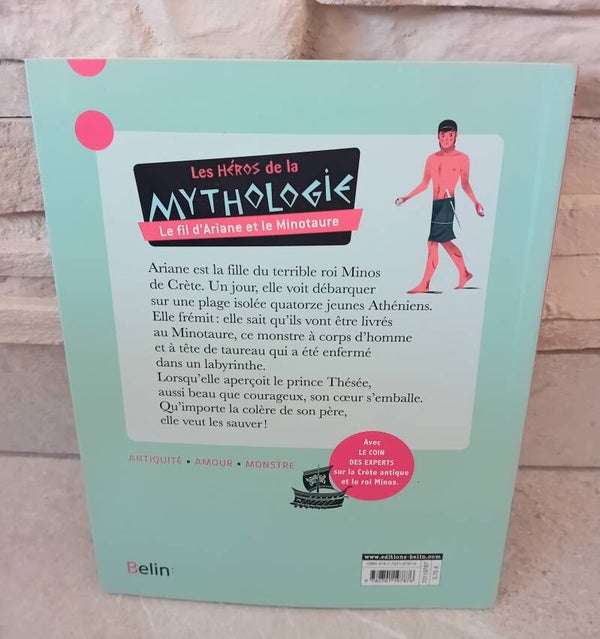 Les HÉROS de la
MYTHOLOGIE
Le fil d'Ariane et le Minotaure
Ariane est la fille du terrible roi Minos
de Crète. Un jour, elle voit débarquer
sur une plage isolée quatorze jeunes Athéniens.
Elle frémit : elle sait qu'ils vont être livrés
au Minotaure, ce monstre à corps d'homme
et à tête de taureau qui a été enfermé
dans un labyrinthe.
Lorsqu'elle aperçoit le prince Thésée,
aussi beau que courageux, son cœur s'emballe.
Qu'importe la colère de son père,
elle veut les sauver !
Avec
LE COIN
DES EXPERTS
sur la Crète antique
et le roi Minos.
ANTIQUITÉ • AMOUR • MONSTRE
www.editions-belin.com
Belin: